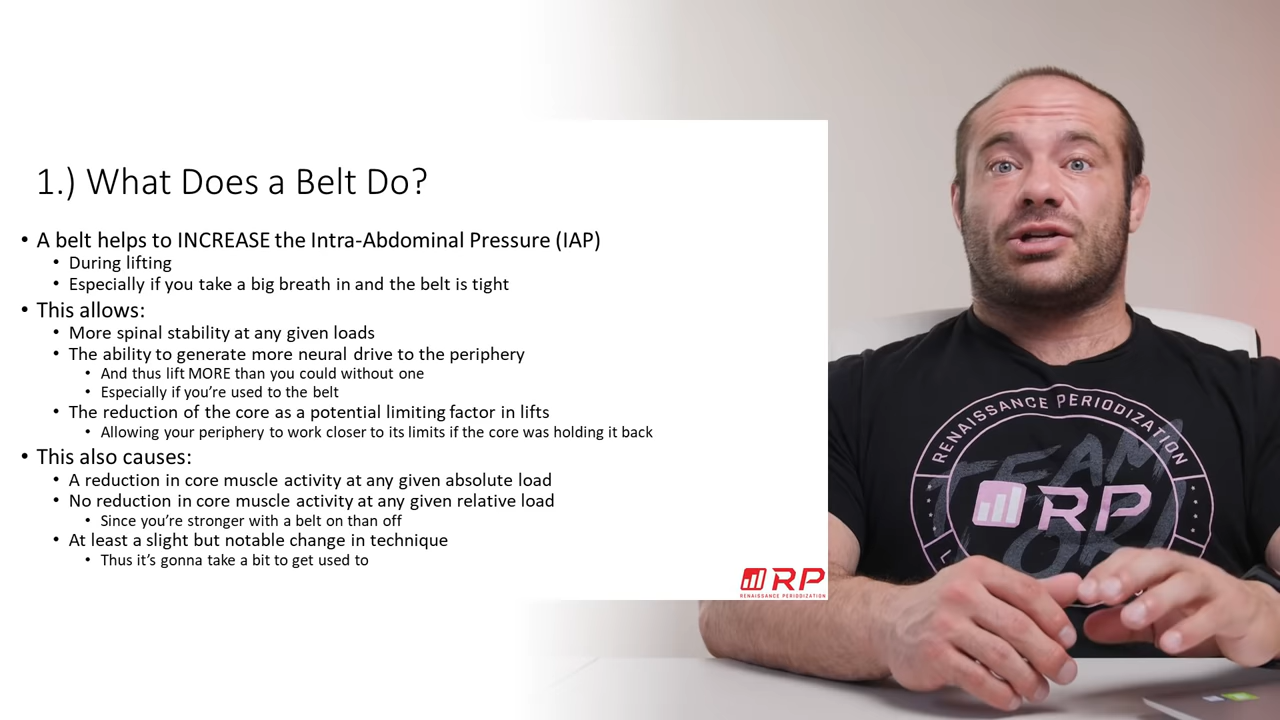 1.) What Does a Belt Do?
• A belt helps to INCREASE the Intra-Abdominal Pressure (IAP)
• During lifting
• Especially if you take a big breath in and the belt is tight
• This allows:
• More spinal stability at any given loads
• The ability to generate more neural drive to the periphery
• And thus lift MORE than you could without one
• Especially if you’re used to the belt
• The reduction of the core as a potential limiting factor in lifts
• Allowing your periphery to work closer to its limits if the core was holding it back
• This also causes:
• A reduction in core muscle activity at any given absolute load
• No reduction in core muscle activity at any given relative load
• Since you’re stronger with a belt on than off
• At least a slight but notable change in technique
• Thus it’s gonna take a bit to get used to
RP
RENAISSANCE PERIODIZATION
RENAISSANCE PERIODIZATION
TEAM
RP